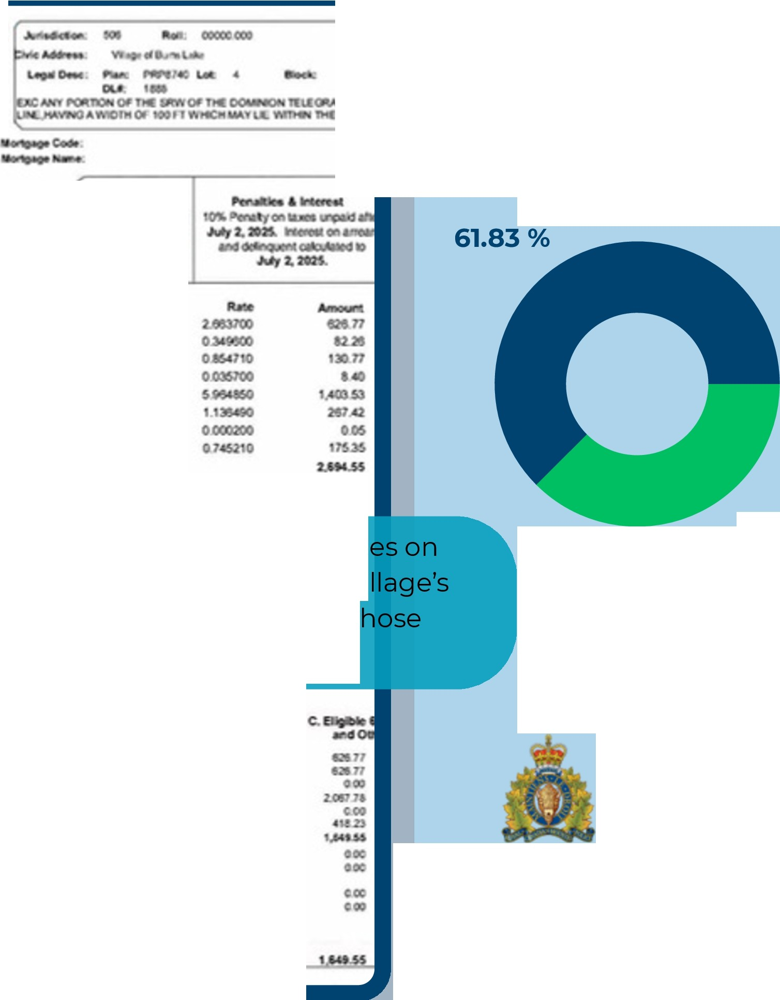 Jurisdiction: 506 Roll: 00000.000
Civic Address: Village of Burns Lake
Legal Desc: Plan: PRP8740 Lot: 4 Block:
DL#: 1885
EXC ANY PORTION OF THE SRW OF THE DOMINION TELEGRA
LINE,HAVING A WIDTH OF 100 FT WHICH MAY LIE WITHIN THE
Mortgage Code:
Mortgage Name:
Penalties & Interest
10% Penalty on taxes unpaid afte
July 2, 2025. Interest on arrear
and delinquent calculated to
July 2, 2025.
61.83 %
Rate Amount
2.663700 626.77
0.349600 82.26
0.854710 130.77
0.035700 8.40
5.964850 1,403.53
1.136490 267.42
0.000200 0.05
0.745210 175.35
2,694.55
es on
llage’s
hose
C. Eligible
and Oth
626.77
626.77
0.00
2,067.78
0.00
418.23
1,649.55
0.00
0.00
0.00
0.00
1,649.55
MAINTIENS LE DROIT